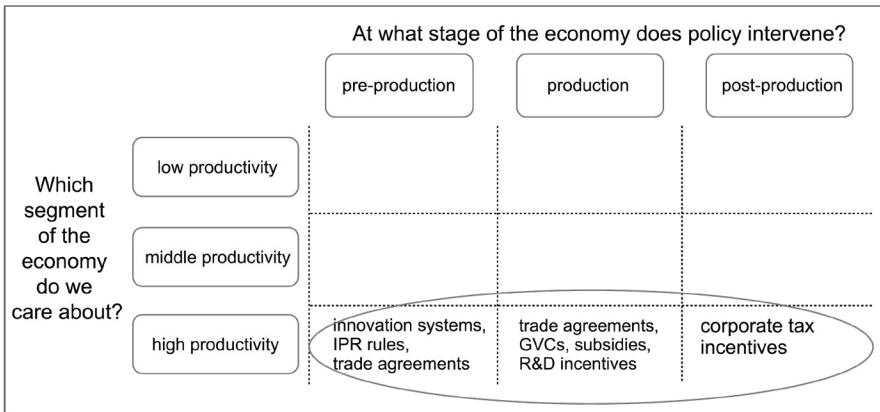 At what stage of the economy does policy intervene?
pre-production
production
post-production
Which
segment
of the
economy
do we
care about?
low productivity
middle productivity
high productivity
innovation systems,
IPR rules,
trade agreements
trade agreements,
GVCs, subsidies,
R&D incentives
corporate tax
incentives